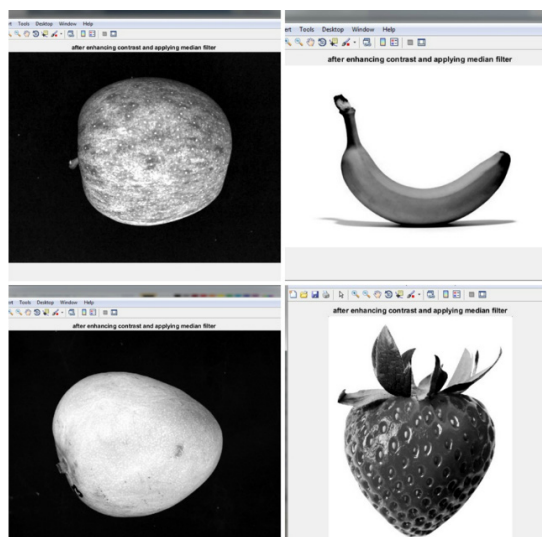 Tools Desktop Window Help
after enhancing contrast and applying median filter
ert Tools Desktop Window Help
after enhancing contrast and applying median filter
Tools Desktop Window Help
after enhancing contrast and applying median filter
after enhancing contrast and applying median filter